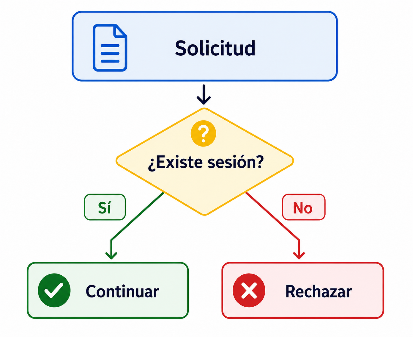 Solicitud
?
¿Existe sesión?
Sí
No
Continuar
Rechazar